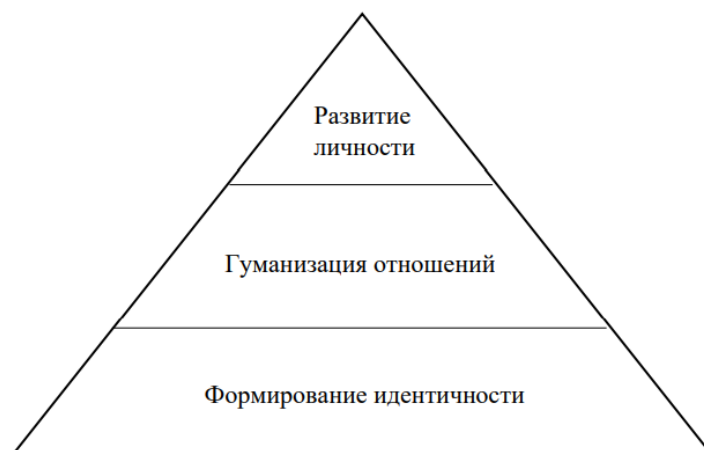 Развитие
личности
Гуманизация отношений
Формирование идентичности